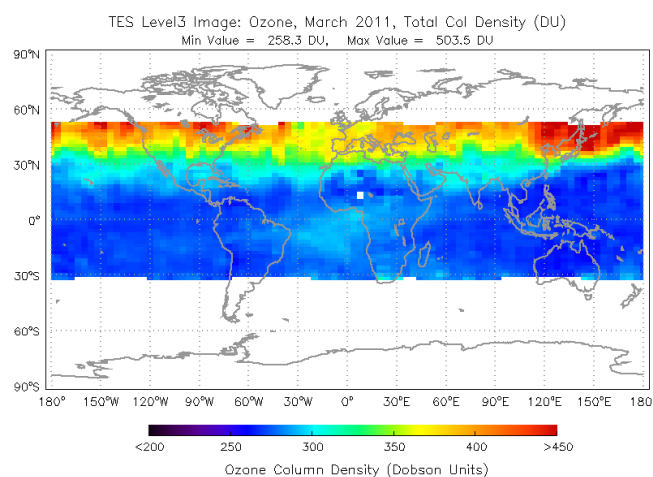 TES Level3 Image: Ozone, March 2011, Total Col Density (DU)
Min Value = 258.3 DU, Max Value = 503.5 DU
90°N
60°N
30°N
0°
30°S
60°S
90°S
180°W 150°W 120°W 90°W 60°W 30°W 0° 30°E 60°E 90°E 120°E 150°E 180
<200 250 300 350 400 >450
Ozone Column Density (Dobson Units)